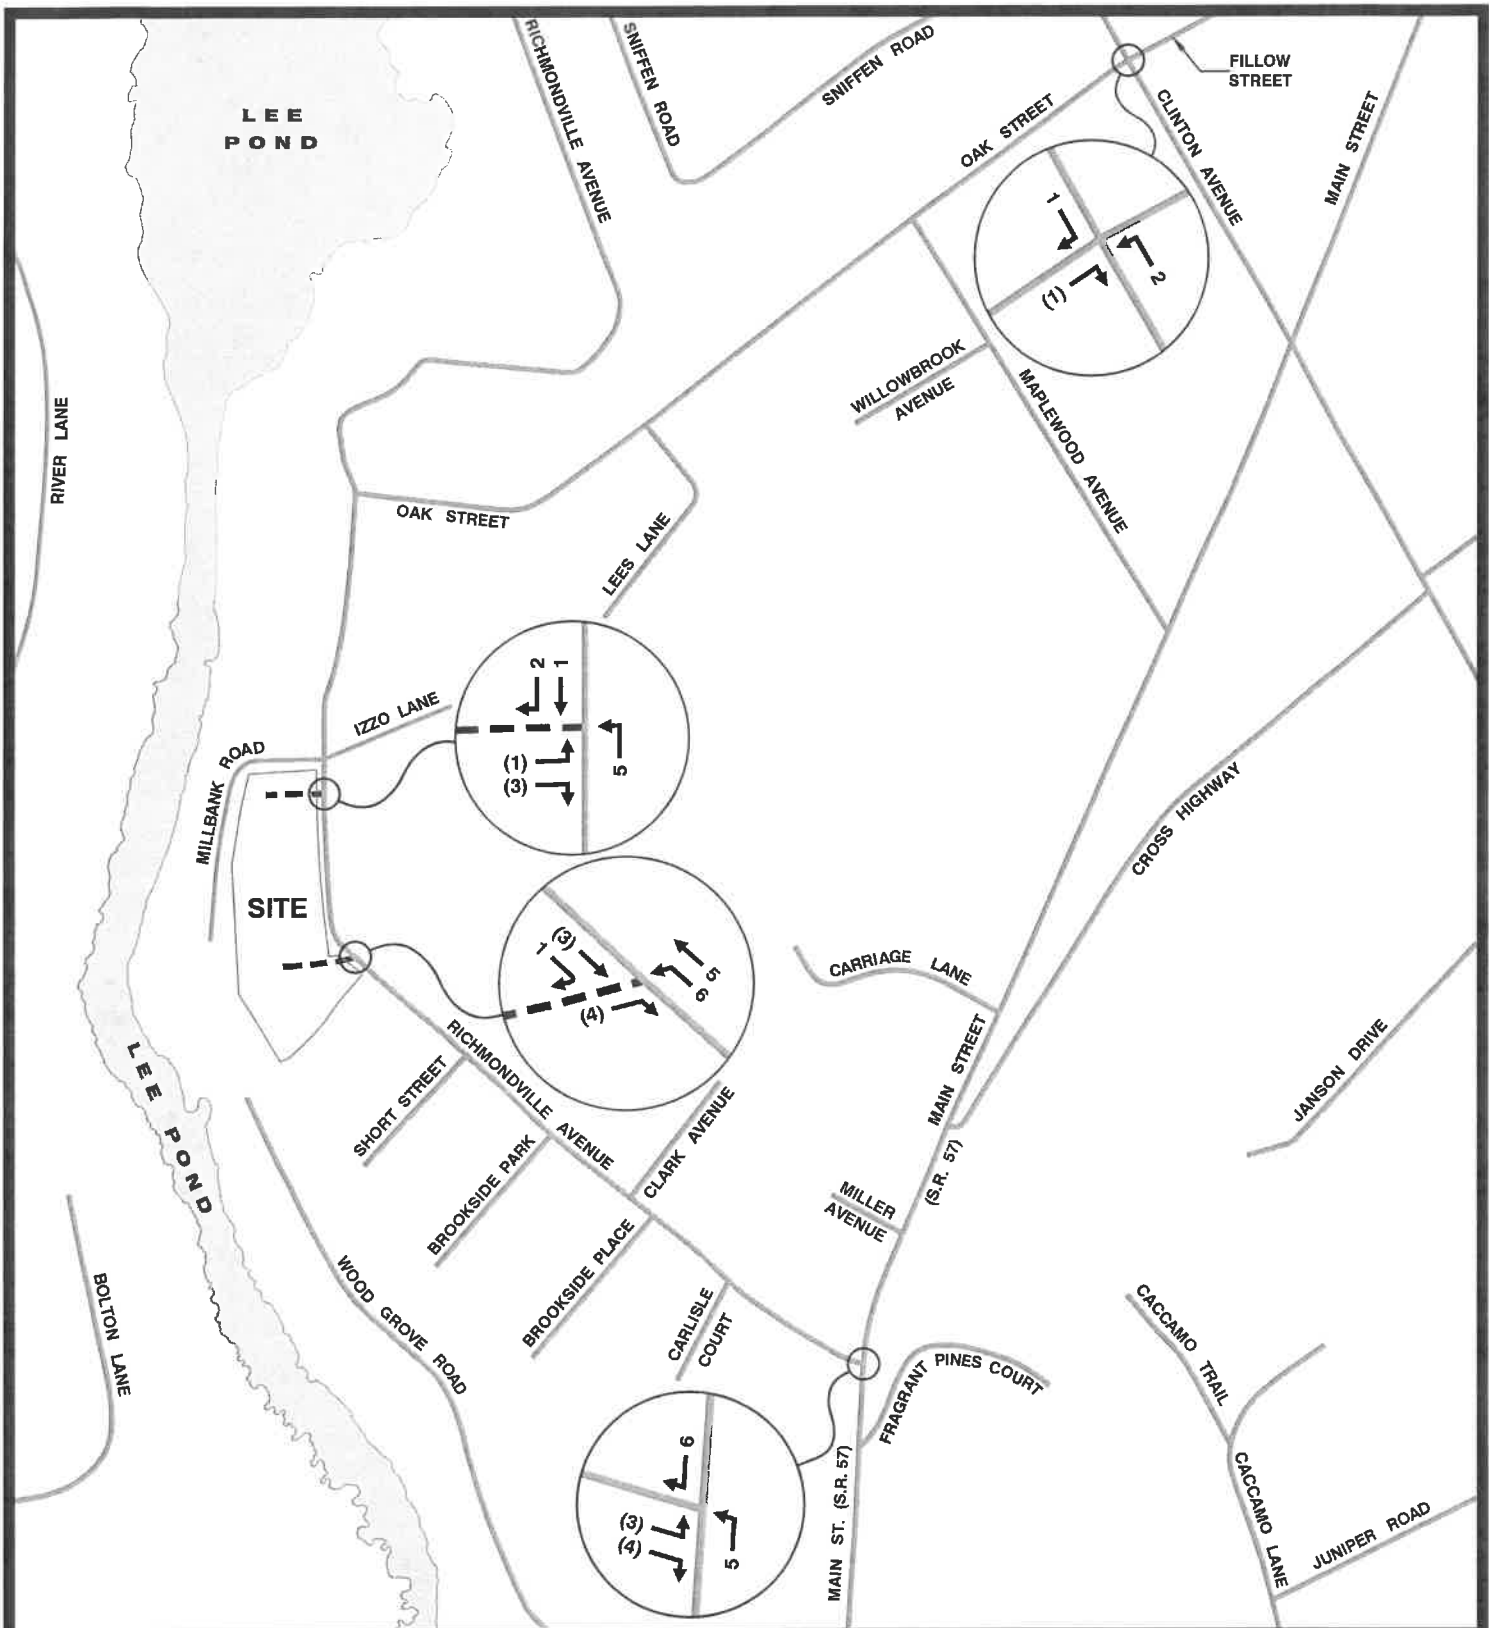 RICHMONDVILLE AVENUE
SNIFFEN ROAD
SNIFFEN ROAD
FILLOW
STREET
LEE
POND
OAK STREET
CLINTON AVENUE
MAIN STREET
1
2
(1)
WILLOWBROOK
AVENUE
MAPLEWOOD AVENUE
RIVER LANE
OAK STREET
LEES LANE
2 1
(1)
(3)
5
IZZO LANE
MILLBANK ROAD
CROSS HIGHWAY
SITE
(3)
1
5
6
(4)
CARRIAGE LANE
RICHMONDVILLE AVENUE
MAIN STREET
(S.R. 57)
JANSON DRIVE
LEE POND
SHORT STREET
CLARK AVENUE
BROOKSIDE PARK
MILLER
AVENUE
BROOKSIDE PLACE
WOOD GROVE ROAD
BOLTON LANE
CARLISLE
COURT
CACCAMO TRAIL
FRAGRANT PINES COURT
6
(3)
(4)
5
MAIN ST. (S.R. 57)
CACCAMO LANE
JUNIPER ROAD